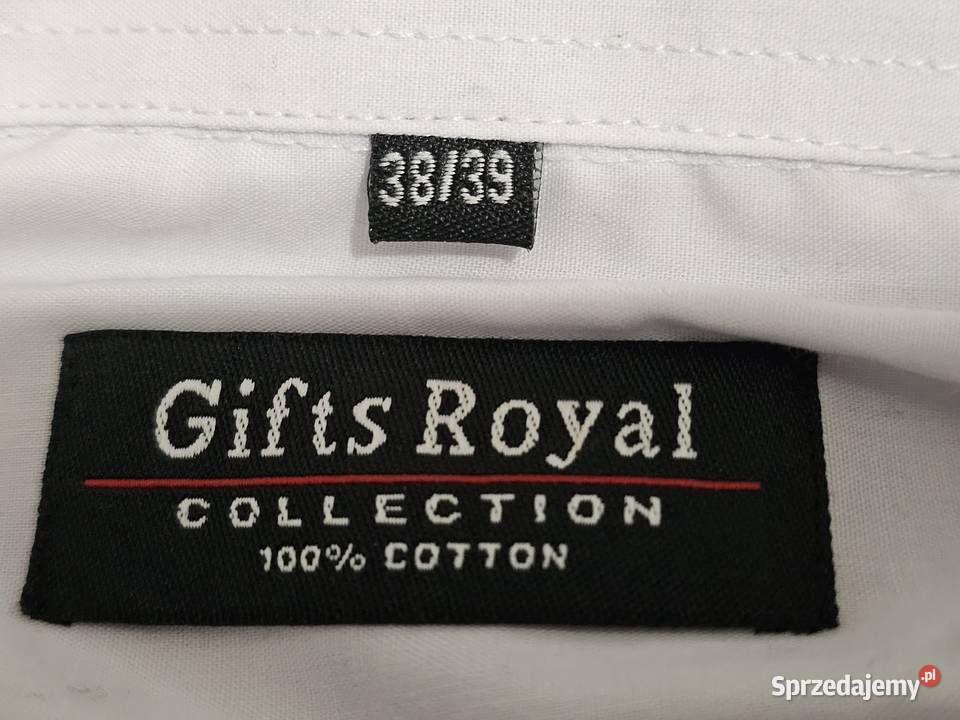 38/39
Gifts Royal
COLLECTION
100% COTTON
Sprzedajemy.pl